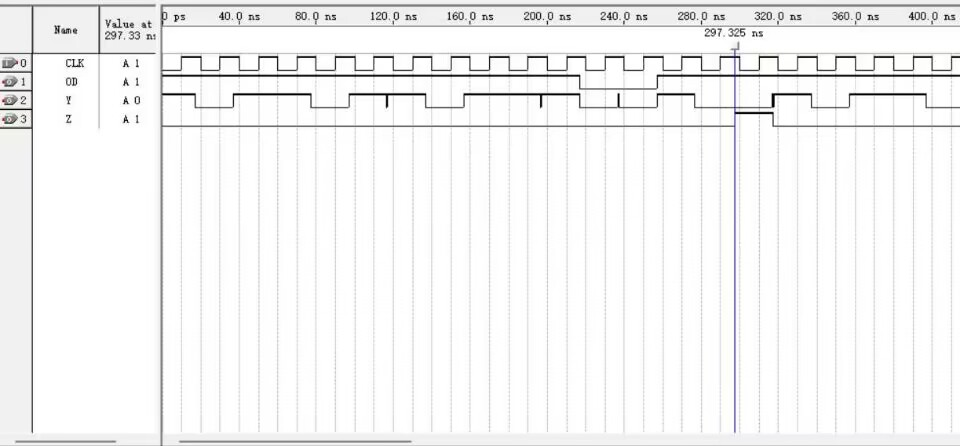 Name
Value at
297.33 ns
0 ps 40.0 ns 80.0 ns 120.0 ns 160.0 ns 200.0 ns 240.0 ns 280.0 ns 320.0 ns 360.0 ns 400.0 ns
297.325 ns
0 CLK A 1
1 OD A 1
2 Y A 0
3 Z A 1